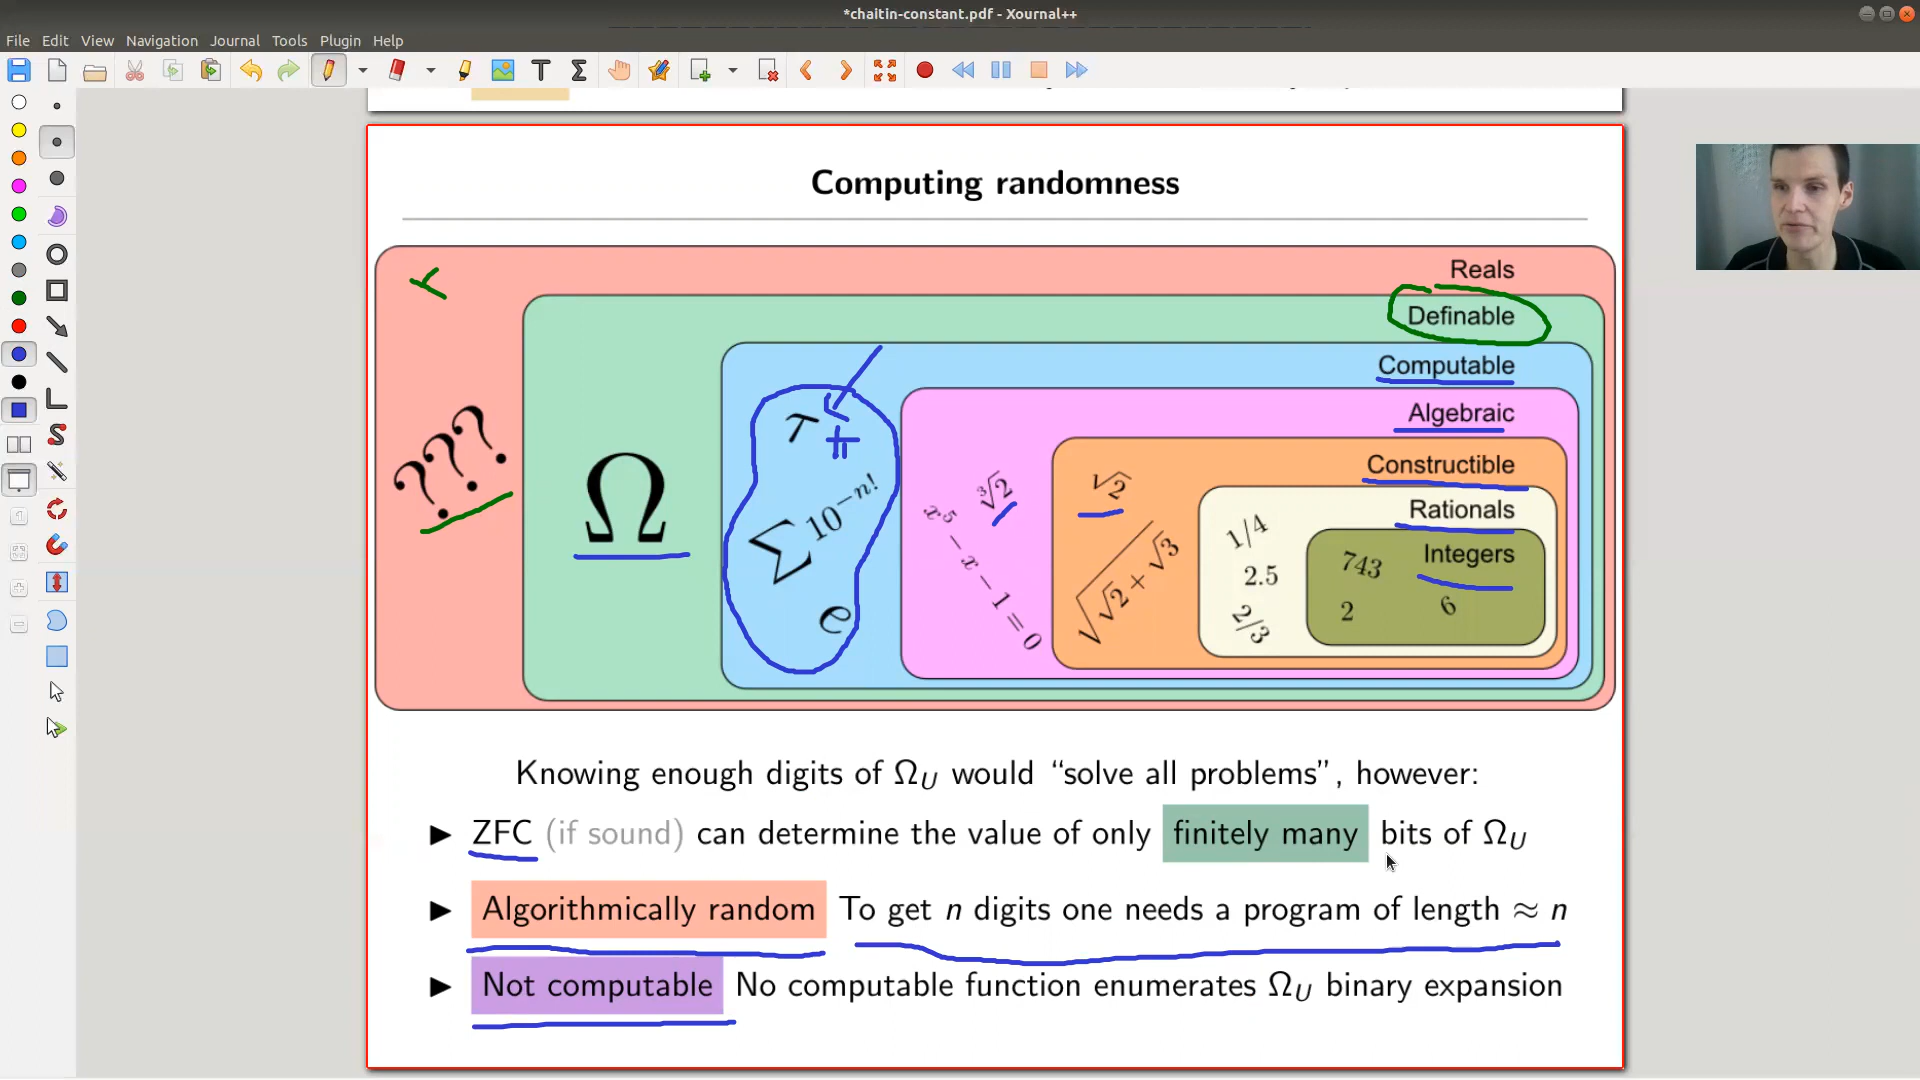 *chaitin-constant.pdf - Xournal++
File Edit View Navigation Journal Tools Plugin Help
Computing randomness
Reals
Definable
Computable
Algebraic
Constructible
Rationals
Integers
???
Ω
τ
π
∑ 10^{-n!}
e
∛2
x⁵ − x − 1 = 0
√2
√(√2 + √3)
1/4
2.5
2/3
743
2
6
Knowing enough digits of Ω_U would “solve all problems”, however:
▶ ZFC (if sound) can determine the value of only finitely many bits of Ω_U
▶ Algorithmically random To get n digits one needs a program of length ≈ n
▶ Not computable No computable function enumerates Ω_U binary expansion